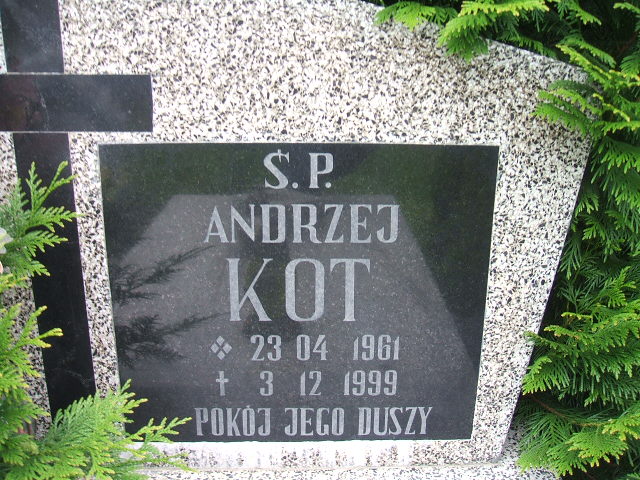 Ś.P.
ANDRZEJ
KOT
❖ 23 04 1961
✝ 3 12 1999
POKÓJ JEGO DUSZY